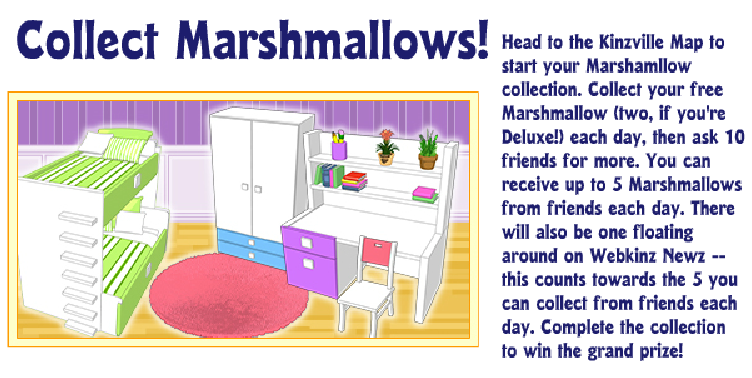 Collect Marshmallows!
Head to the Kinzville Map to
start your Marshamllow
collection. Collect your free
Marshmallow (two, if you're
Deluxe!) each day, then ask 10
friends for more. You can
receive up to 5 Marshmallows
from friends each day. There
will also be one floating
around on Webkinz Newz --
this counts towards the 5 you
can collect from friends each
day. Complete the collection
to win the grand prize!